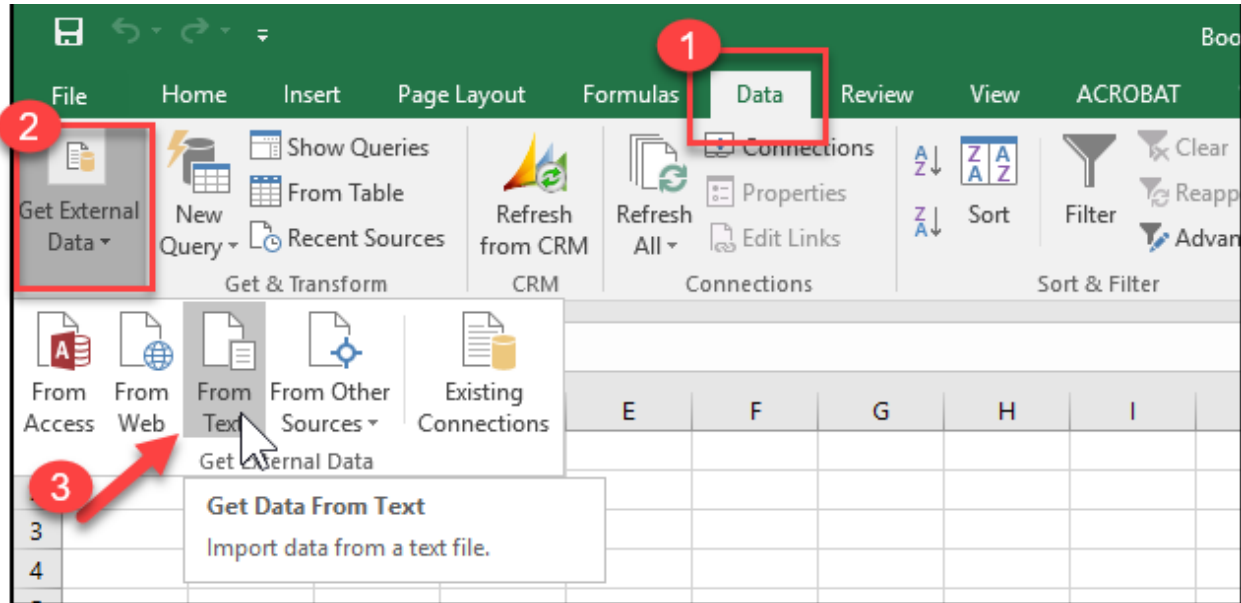 Boo
1
File Home Insert Page Layout Formulas Data Review View ACROBAT
2
Show Queries
Connections
Clear
From Table
Properties
Reapp
Get External Data
New Query
Recent Sources
Refresh from CRM
Refresh All
Edit Links
A Z
Z A
Z A
A Z
Sort
Filter
Advan
Get & Transform CRM Connections Sort & Filter
A
From Access
From Web
From Text
From Other Sources
Existing Connections
E F G H I
Get External Data
3
Get Data From Text
3
Import data from a text file.
4